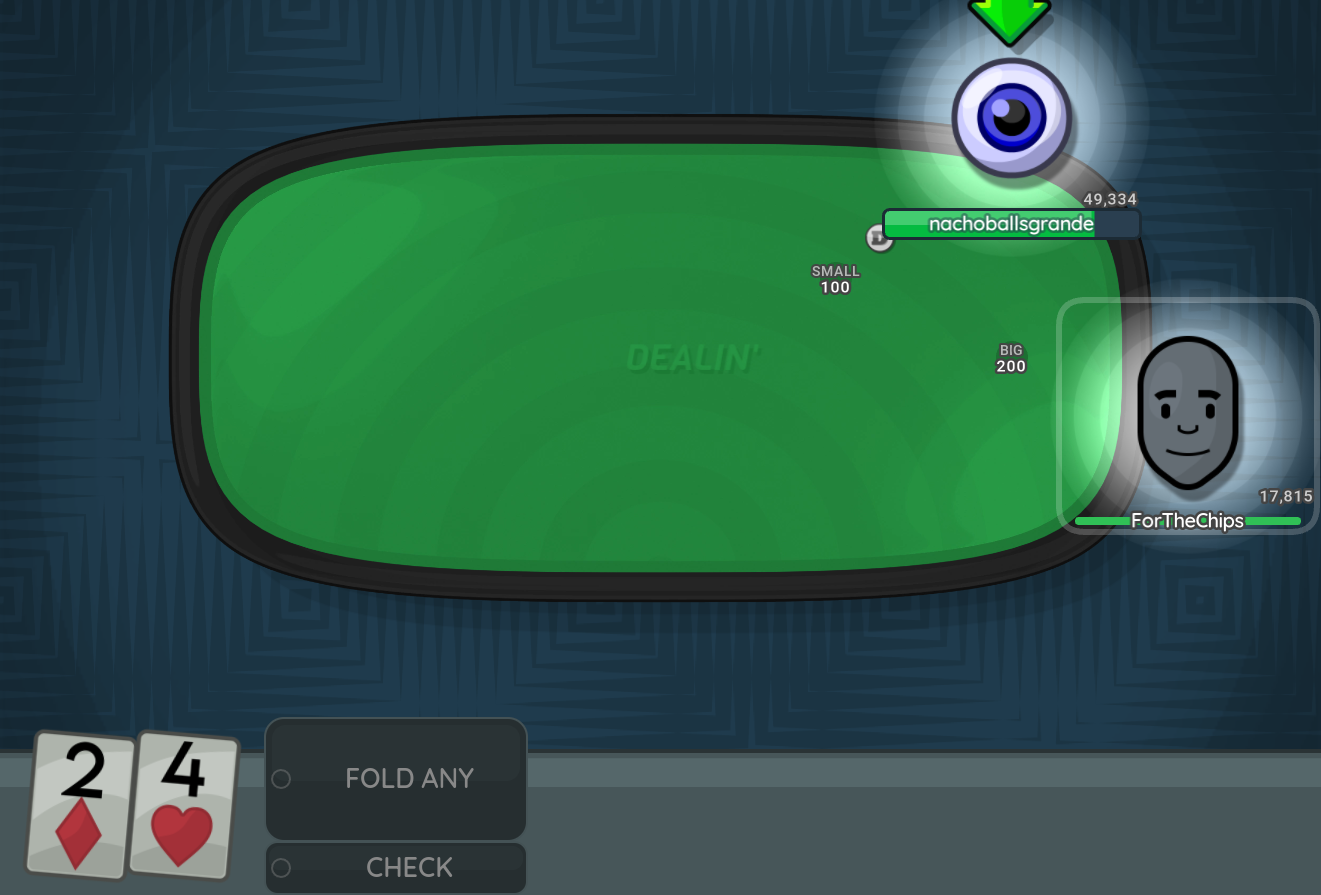 49,334
nachoballsgrande
D
SMALL
100
DEALIN'
BIG
200
17,815
ForTheChips
2 4
FOLD ANY
CHECK